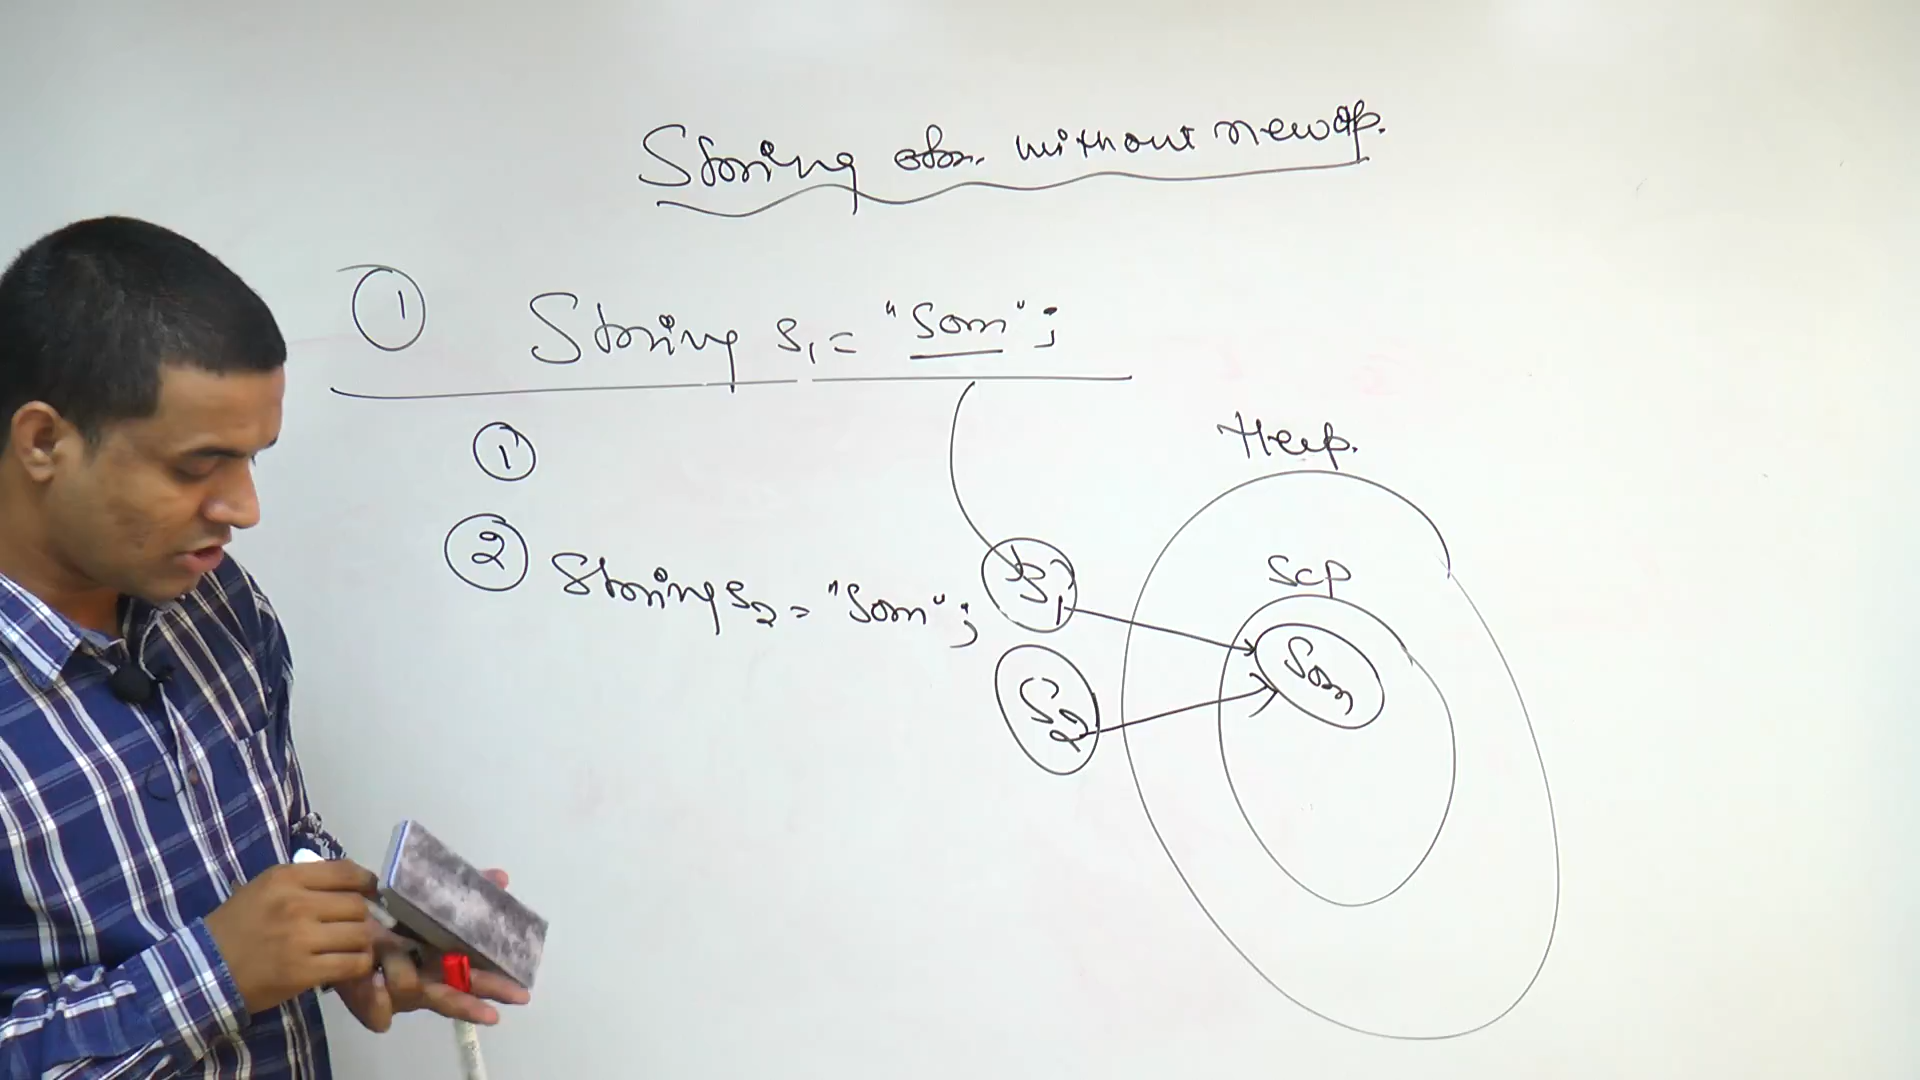 String obj. without new op.
1 String s1 = "Som";
1
Heap.
2 String s2 = "Som";
S1
SCP
Som
S2